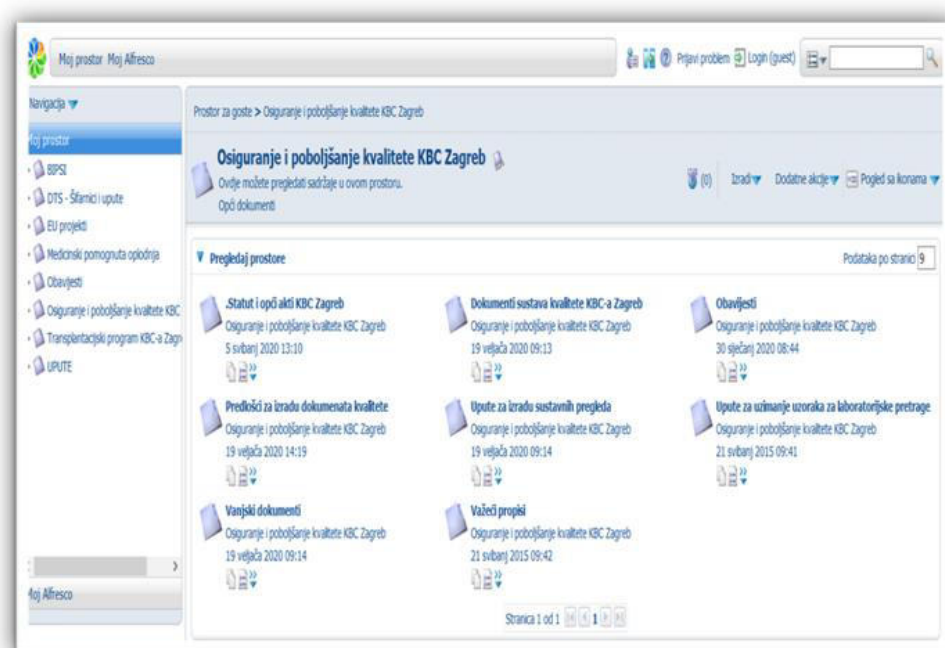 Moj prostor Moj Alfresco
Prijavi problem Login (guest)
Navigacija
Moj prostor
BIPSI
DTS - Šifarnici i upute
EU projekti
Medicinski pomognuta oplodnja
Obavijesti
Osiguranje i poboljšanje kvalitete KBC
Transplantacijski program KBC-a Zagr
UPUTE
Moj Alfresco
Prostor za goste > Osiguranje i poboljšanje kvalitete KBC Zagreb
Osiguranje i poboljšanje kvalitete KBC Zagreb
Ovdje možete pregledati sadržaje u ovom prostoru.
Opći dokumenti
(0) Izradi Dodatne akcije Pogled sa ikonama
Pregledaj prostore
Podataka po stranici 9
.Statut i opći akti KBC Zagreb
Osiguranje i poboljšanje kvalitete KBC Zagreb
5 svibanj 2020 13:10
Dokumenti sustava kvalitete KBC-a Zagreb
Osiguranje i poboljšanje kvalitete KBC Zagreb
19 veljača 2020 09:13
Obavijesti
Osiguranje i poboljšanje kvalitete KBC Zagreb
30 siječanj 2020 08:44
Predlošci za izradu dokumenata kvalitete
Osiguranje i poboljšanje kvalitete KBC Zagreb
19 veljača 2020 14:19
Upute za izradu sustavnih pregleda
Osiguranje i poboljšanje kvalitete KBC Zagreb
19 veljača 2020 09:14
Upute za uzimanje uzoraka za laboratorijske pretrage
Osiguranje i poboljšanje kvalitete KBC Zagreb
21 svibanj 2015 09:41
Vanjski dokumenti
Osiguranje i poboljšanje kvalitete KBC Zagreb
19 veljača 2020 09:14
Važeći propisi
Osiguranje i poboljšanje kvalitete KBC Zagreb
21 svibanj 2015 09:42
Stranica 1 od 1 1